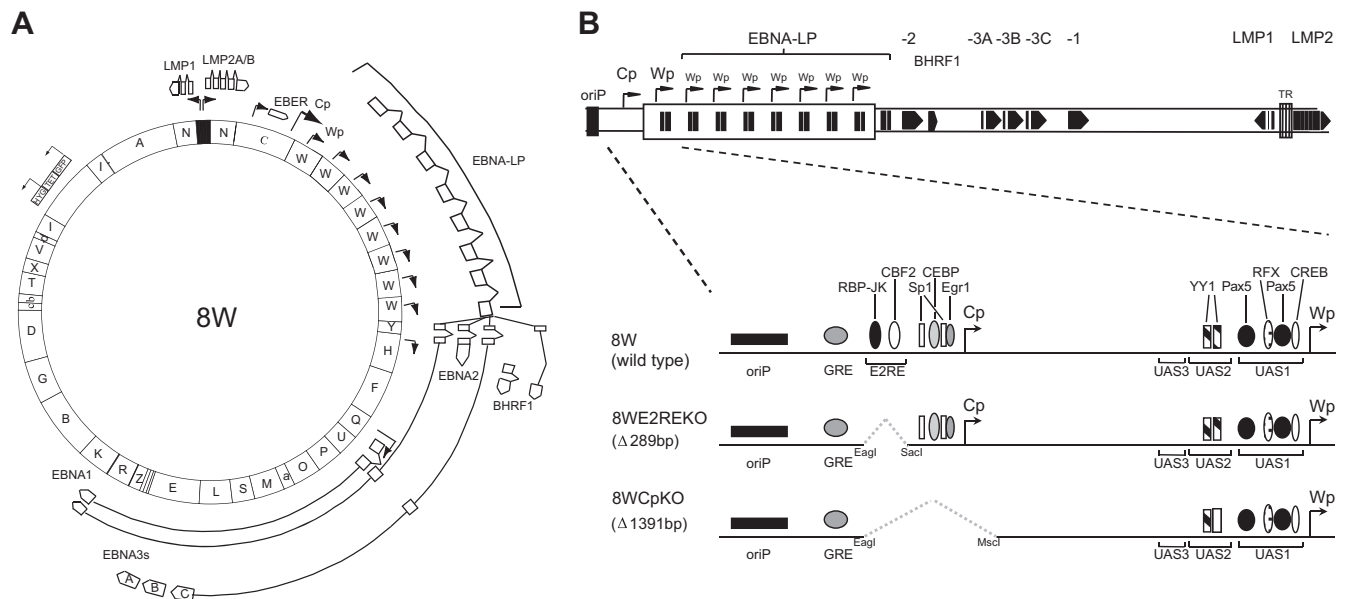 A
LMP1
LMP2A/B
EBER
Cp
Wp
EBNA-LP
N
N
C
W
W
W
W
W
W
W
W
Y
H
F
Q
U
P
O
a
M
S
L
E
Z
R
K
B
G
D
T
X
V
I
I
A
HYG TET GFP
8W
EBNA2
BHRF1
EBNA1
EBNA3s
A B C
B
EBNA-LP -2 -3A -3B -3C -1 LMP1 LMP2
BHRF1
oriP Cp Wp Wp Wp Wp Wp Wp Wp Wp TR
CBF2 CEBP RFX CREB
RBP-JK Sp1 Egr1 YY1 Pax5 Pax5
8W Cp Wp
(wild type)
oriP GRE E2RE UAS3 UAS2 UAS1
8WE2REKO Cp Wp
(Δ289bp)
EagI SacI
oriP GRE UAS3 UAS2 UAS1
8WCpKO Wp
(Δ1391bp)
EagI MscI
oriP GRE UAS3 UAS2 UAS1